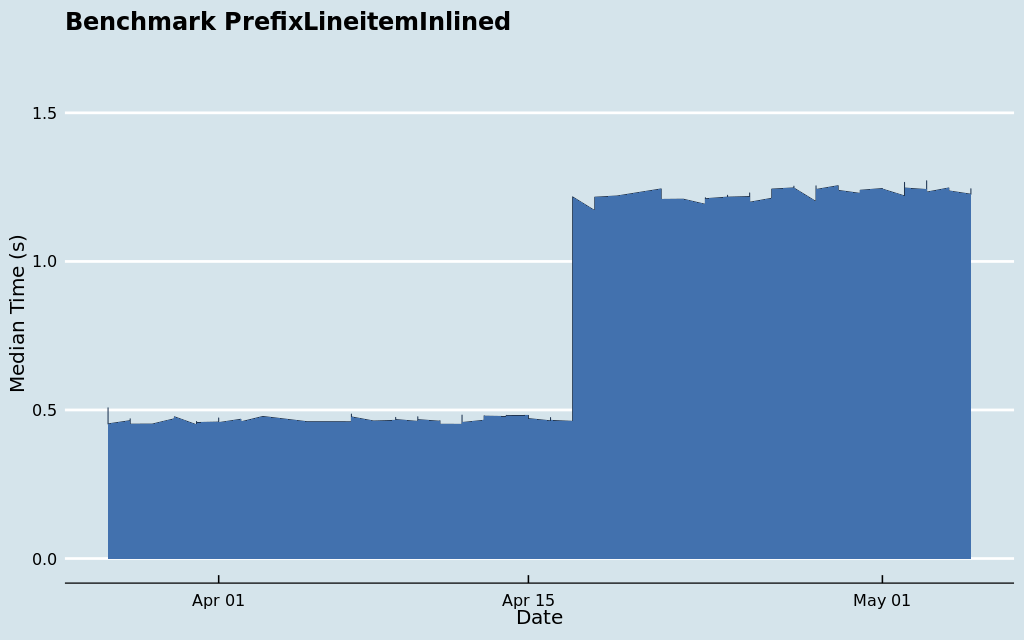 Benchmark PrefixLineitemInlined
1.5
1.0
0.5
0.0
Median Time (s)
Apr 01
Apr 15
May 01
Date